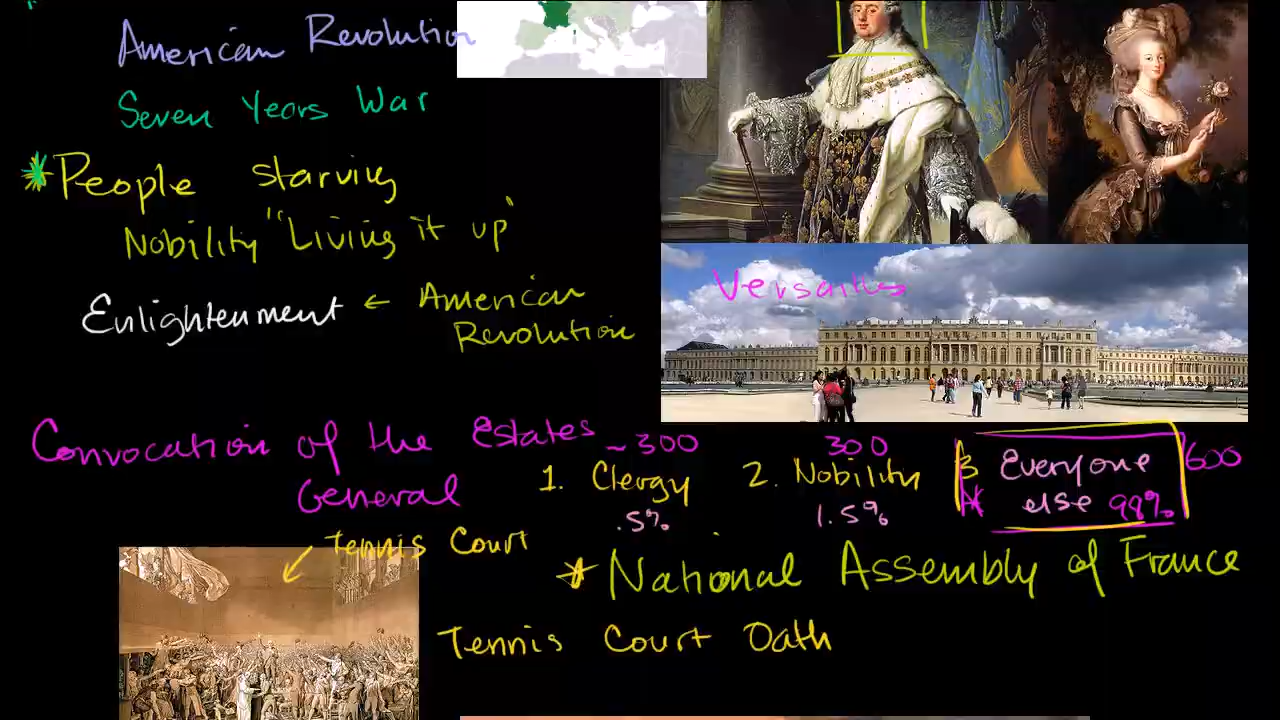 American Revolution
Seven Years War
* People starving
Nobility "Living it up"
Enlightenment ← American
Revolution
Versailles
Convocation of the Estates
General
~300
1. Clergy
.5%
300
2. Nobility
1.5%
3 Everyone
else 98%
600
Tennis Court
* National Assembly of France
Tennis Court Oath